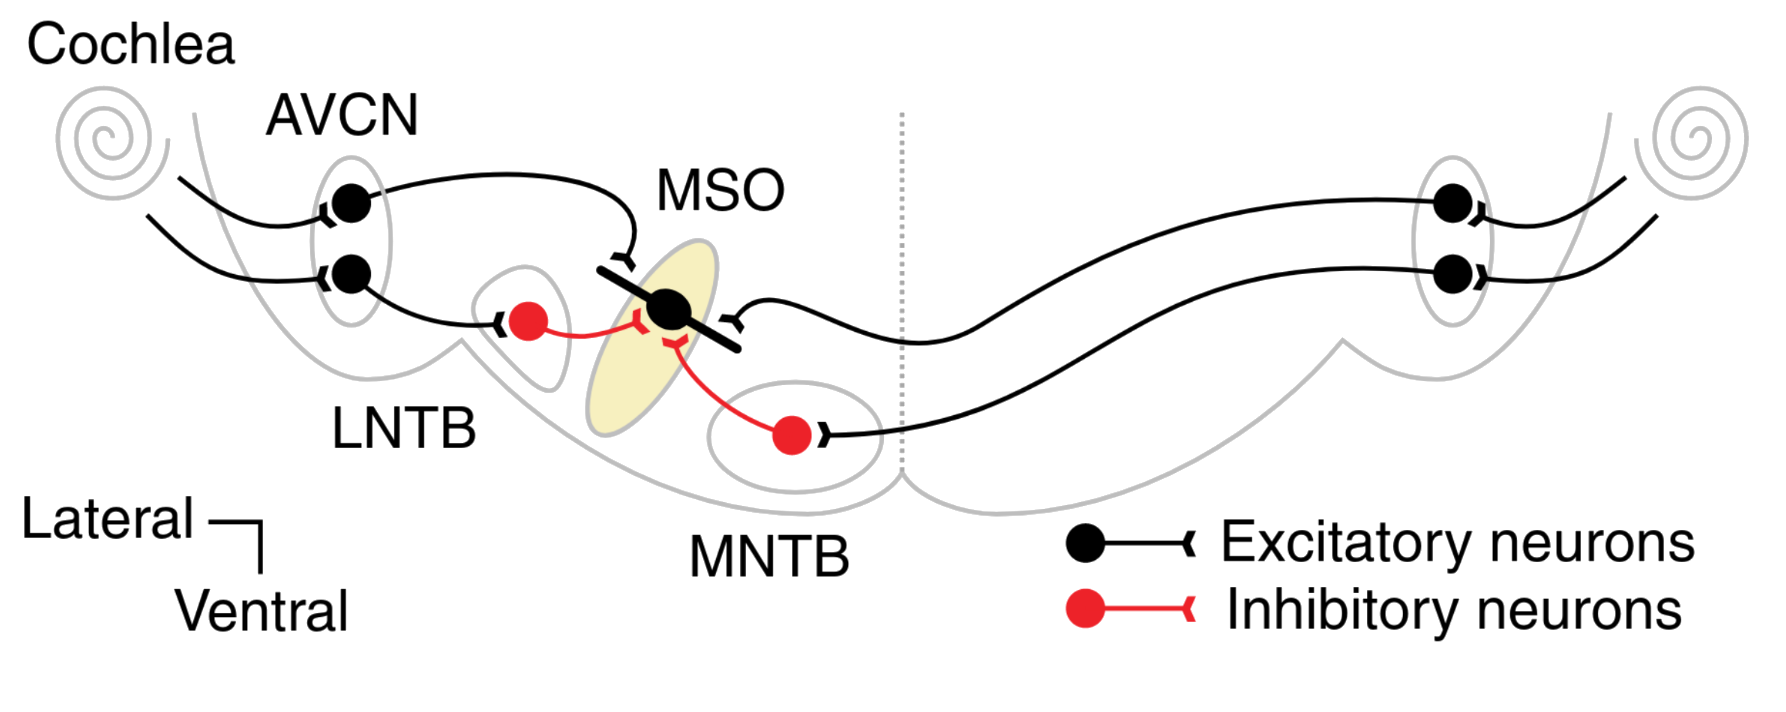 Cochlea
AVCN
MSO
LNTB
Lateral
Ventral
MNTB
Excitatory neurons
Inhibitory neurons